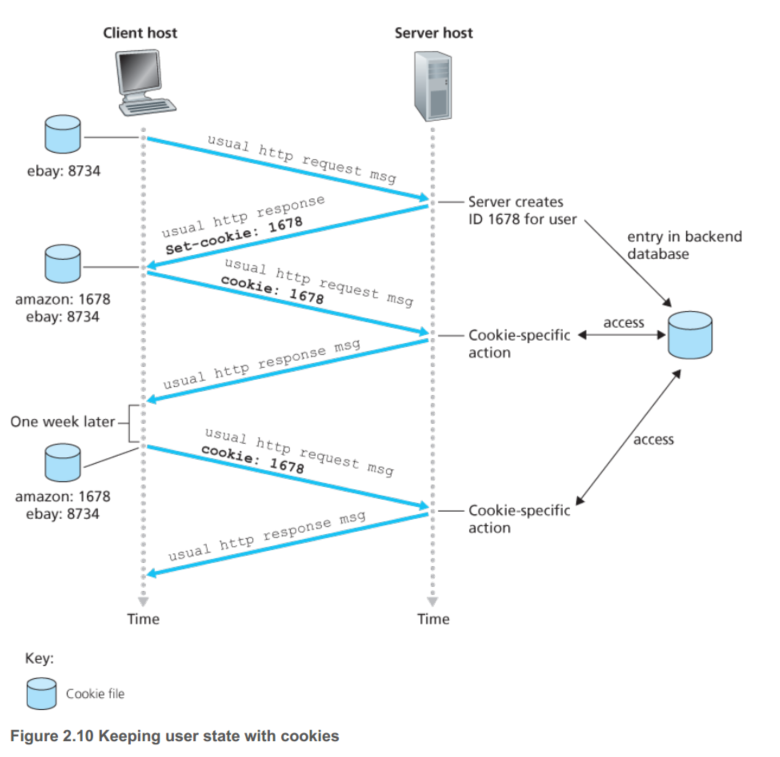 Client host
Server host
usual http request msg
ebay: 8734
Server creates
ID 1678 for user
usual http response
Set-cookie: 1678
entry in backend
database
usual http request msg
cookie: 1678
amazon: 1678
ebay: 8734
access
Cookie-specific
action
usual http response msg
One week later
usual http request msg
cookie: 1678
access
amazon: 1678
ebay: 8734
Cookie-specific
action
usual http response msg
Time
Time
Key:
Cookie file
Figure 2.10 Keeping user state with cookies